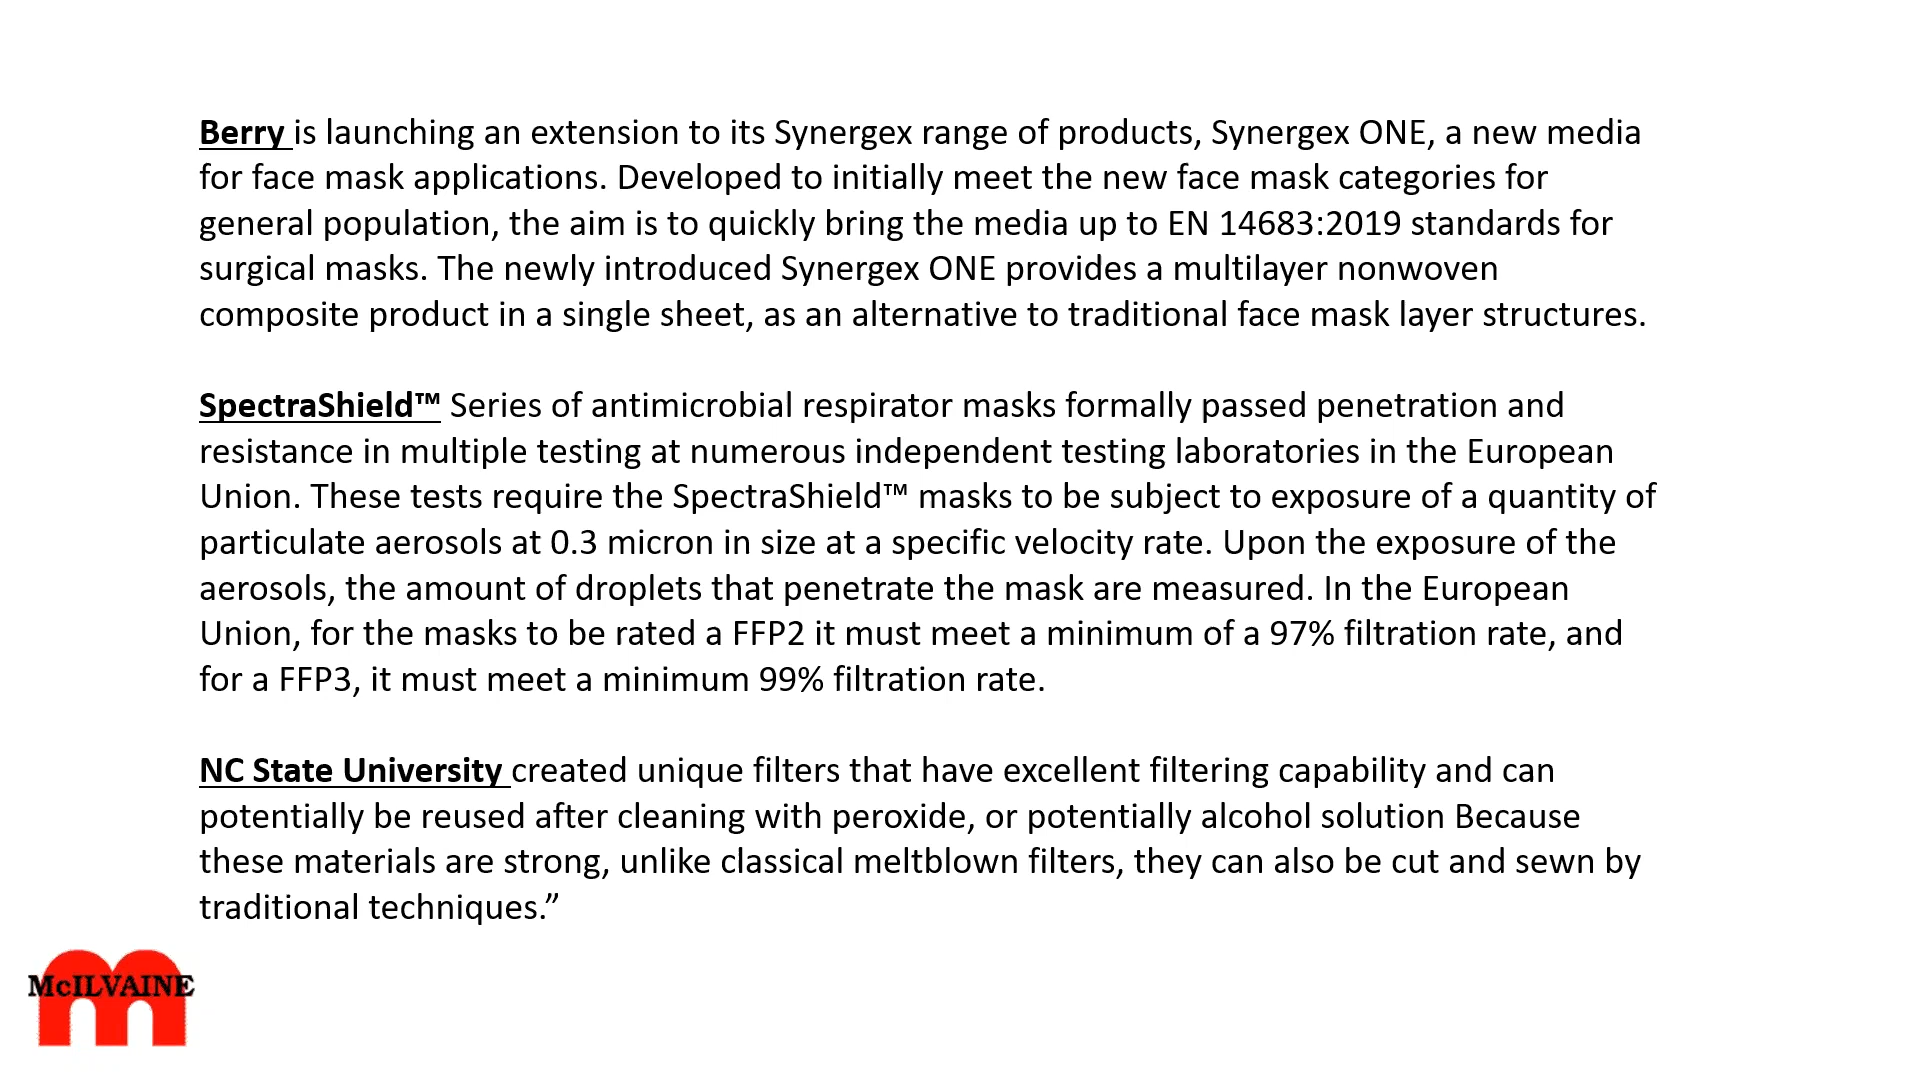 Berry is launching an extension to its Synergex range of products, Synergex ONE, a new media
for face mask applications. Developed to initially meet the new face mask categories for
general population, the aim is to quickly bring the media up to EN 14683:2019 standards for
surgical masks. The newly introduced Synergex ONE provides a multilayer nonwoven
composite product in a single sheet, as an alternative to traditional face mask layer structures.
SpectraShield™ Series of antimicrobial respirator masks formally passed penetration and
resistance in multiple testing at numerous independent testing laboratories in the European
Union. These tests require the SpectraShield™ masks to be subject to exposure of a quantity of
particulate aerosols at 0.3 micron in size at a specific velocity rate. Upon the exposure of the
aerosols, the amount of droplets that penetrate the mask are measured. In the European
Union, for the masks to be rated a FFP2 it must meet a minimum of a 97% filtration rate, and
for a FFP3, it must meet a minimum 99% filtration rate.
NC State University created unique filters that have excellent filtering capability and can
potentially be reused after cleaning with peroxide, or potentially alcohol solution Because
these materials are strong, unlike classical meltblown filters, they can also be cut and sewn by
traditional techniques.”
McILVAINE